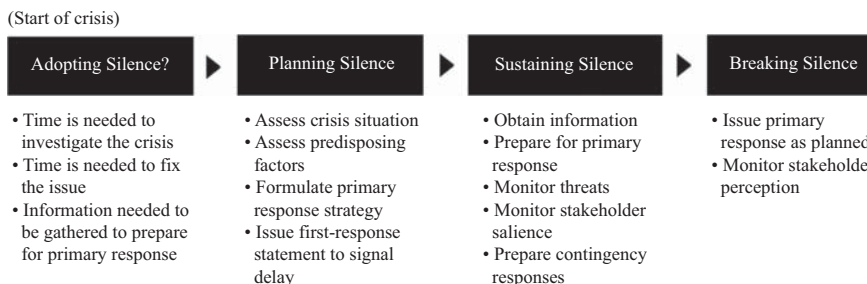 (Start of crisis)
Adopting Silence?
Planning Silence
Sustaining Silence
Breaking Silence
• Time is needed to
investigate the crisis
• Time is needed to fix
the issue
• Information needed to
be gathered to prepare
for primary response
• Assess crisis situation
• Assess predisposing
factors
• Formulate primary
response strategy
• Issue first-response
statement to signal
delay
• Obtain information
• Prepare for primary
response
• Monitor threats
• Monitor stakeholder
salience
• Prepare contingency
responses
• Issue primary
response as planned
• Monitor stakeholde
perception